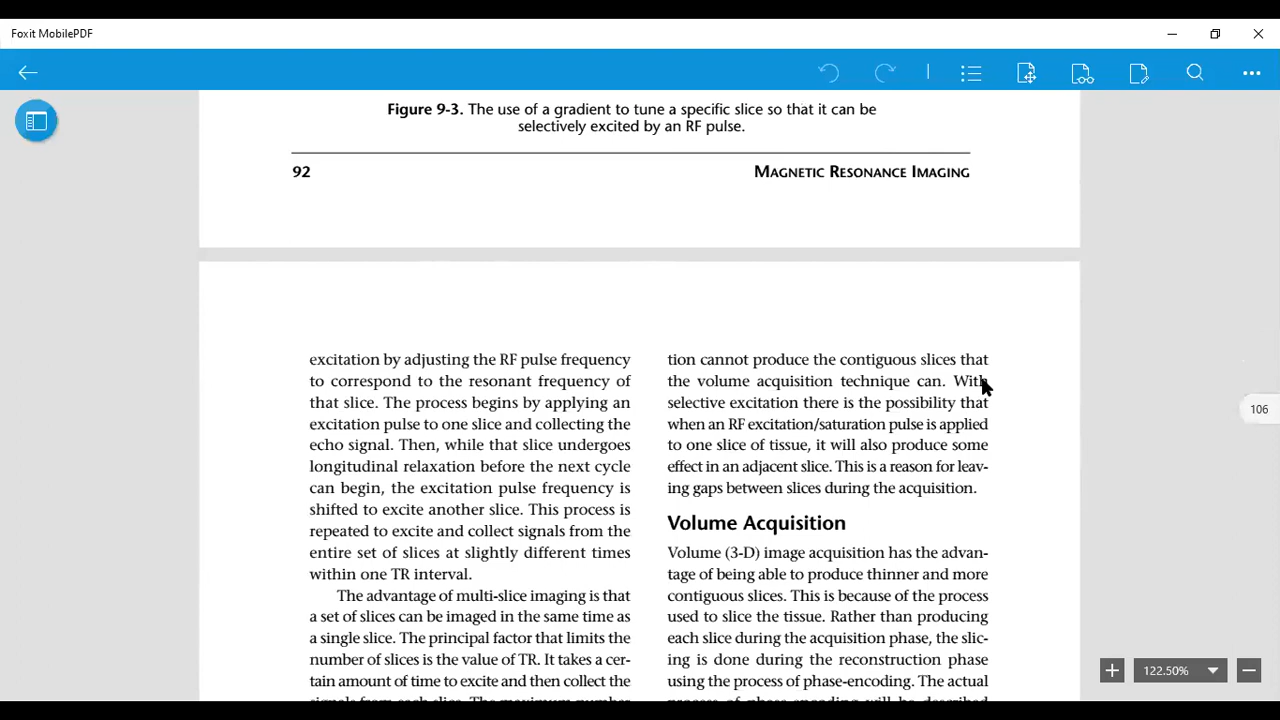 Foxit MobilePDF
Figure 9-3. The use of a gradient to tune a specific slice so that it can be
selectively excited by an RF pulse.
92 MAGNETIC RESONANCE IMAGING
excitation by adjusting the RF pulse frequency
to correspond to the resonant frequency of
that slice. The process begins by applying an
excitation pulse to one slice and collecting the
echo signal. Then, while that slice undergoes
longitudinal relaxation before the next cycle
can begin, the excitation pulse frequency is
shifted to excite another slice. This process is
repeated to excite and collect signals from the
entire set of slices at slightly different times
within one TR interval.
The advantage of multi-slice imaging is that
a set of slices can be imaged in the same time as
a single slice. The principal factor that limits the
number of slices is the value of TR. It takes a cer-
tain amount of time to excite and then collect the
signals from each slice. The maximum number
tion cannot produce the contiguous slices that
the volume acquisition technique can. With
selective excitation there is the possibility that
when an RF excitation/saturation pulse is applied
to one slice of tissue, it will also produce some
effect in an adjacent slice. This is a reason for leav-
ing gaps between slices during the acquisition.
Volume Acquisition
Volume (3-D) image acquisition has the advan-
tage of being able to produce thinner and more
contiguous slices. This is because of the process
used to slice the tissue. Rather than producing
each slice during the acquisition phase, the slic-
ing is done during the reconstruction phase
using the process of phase-encoding. The actual
process of phase-encoding will be described
106
122.50%